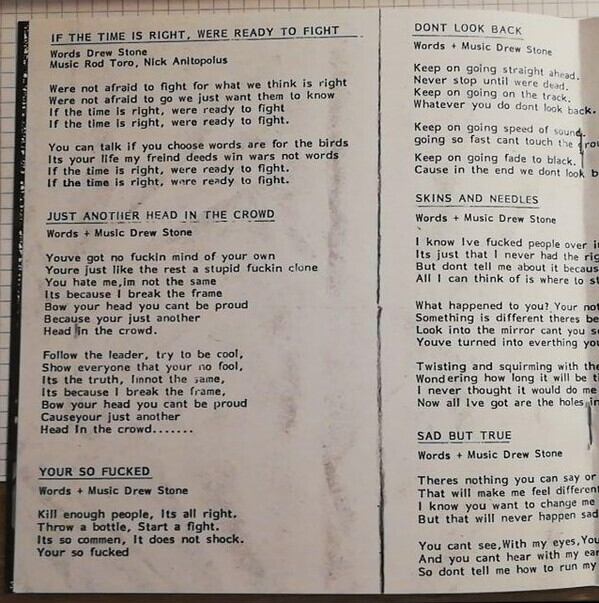 IF THE TIME IS RIGHT, WERE READY TO FIGHT
Words Drew Stone
Music Rod Toro, Nick Anitopolus
Were not afraid to fight for what we think is right
Were not afraid to go we just want them to know
If the time is right, were ready to fight
If the time is right, were ready to fight.
You can talk if you choose words are for the birds
Its your life my freind deeds win wars not words
If the time is right, were ready to fight.
If the time is right, were ready to fight.
JUST ANOTHER HEAD IN THE CROWD
Words + Music Drew Stone
Youve got no fuckin mind of your own
Youre just like the rest a stupid fuckin clone
You hate me,im not the same
Its because I break the frame
Bow your head you cant be proud
Because your just another
Head in the crowd.
Follow the leader, try to be cool,
Show everyone that your no fool,
Its the truth, Imnot the same,
Its because I break the frame,
Bow your head you cant be proud
Causeyour just another
Head In the crowd.......
YOUR SO FUCKED
Words + Music Drew Stone
Kill enough people, Its all right.
Throw a bottle, Start a fight.
Its so commen, It does not shock.
Your so fucked
DONT LOOK BACK
Words + Music Drew Stone
Keep on going straight ahead.
Never stop until were dead.
Keep on going on the track.
Whatever you do dont look back.
Keep on going speed of sound.
going so fast cant touch the
Keep on going fade to black.
Cause in the end we dont look b
SKINS AND NEEDLES
Words + Music Drew Stone
I know Ive fucked people over i
Its just that I never had the rig
But dont tell me about it becaus
All I can think of is where to st
What happened to you? Your not
Something is different theres be
Look into the mirror cant you s
Youve turned into everthing you
Twisting and squirming with the
Wondering how long it will be t
I never thought it would do me
Now all Ive got are the holes in
SAD BUT TRUE
Words + Music Drew Stone
Theres nothing you can say or
That will make me feel different
I know you want to change me
But that will never happen sad
You cant see,With my eyes,You
And you cant hear with my ear
So dont tell me how to run my